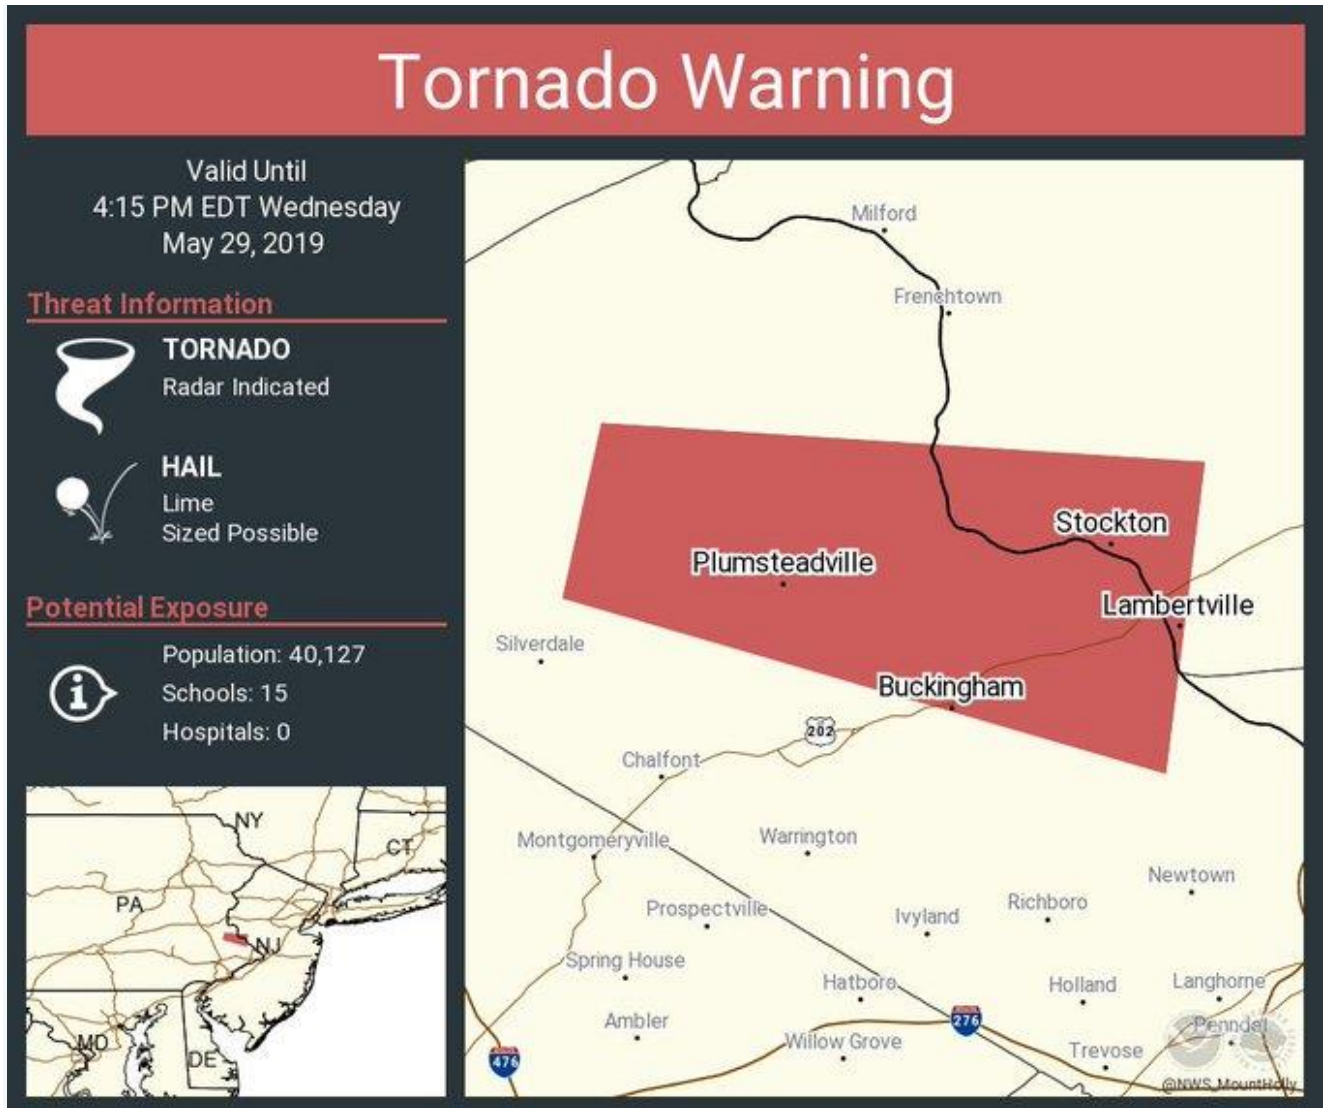 Tornado Warning
Valid Until
4:15 PM EDT Wednesday
May 29, 2019
Threat Information
TORNADO
Radar Indicated
HAIL
Lime
Sized Possible
Potential Exposure
Population: 40,127
Schools: 15
Hospitals: 0
NY
CT
PA
NJ
MD
DE
Milford
Frenchtown
Stockton
Plumsteadville
Lambertville
Silverdale
Buckingham
202
Chalfont
Montgomeryville
Warrington
Newtown
Prospectville
Ivyland
Richboro
Spring House
Hatboro
Holland
Langhorne
Ambler
276
Penndel
Willow Grove
Trevose
476
@NWS_MountHolly